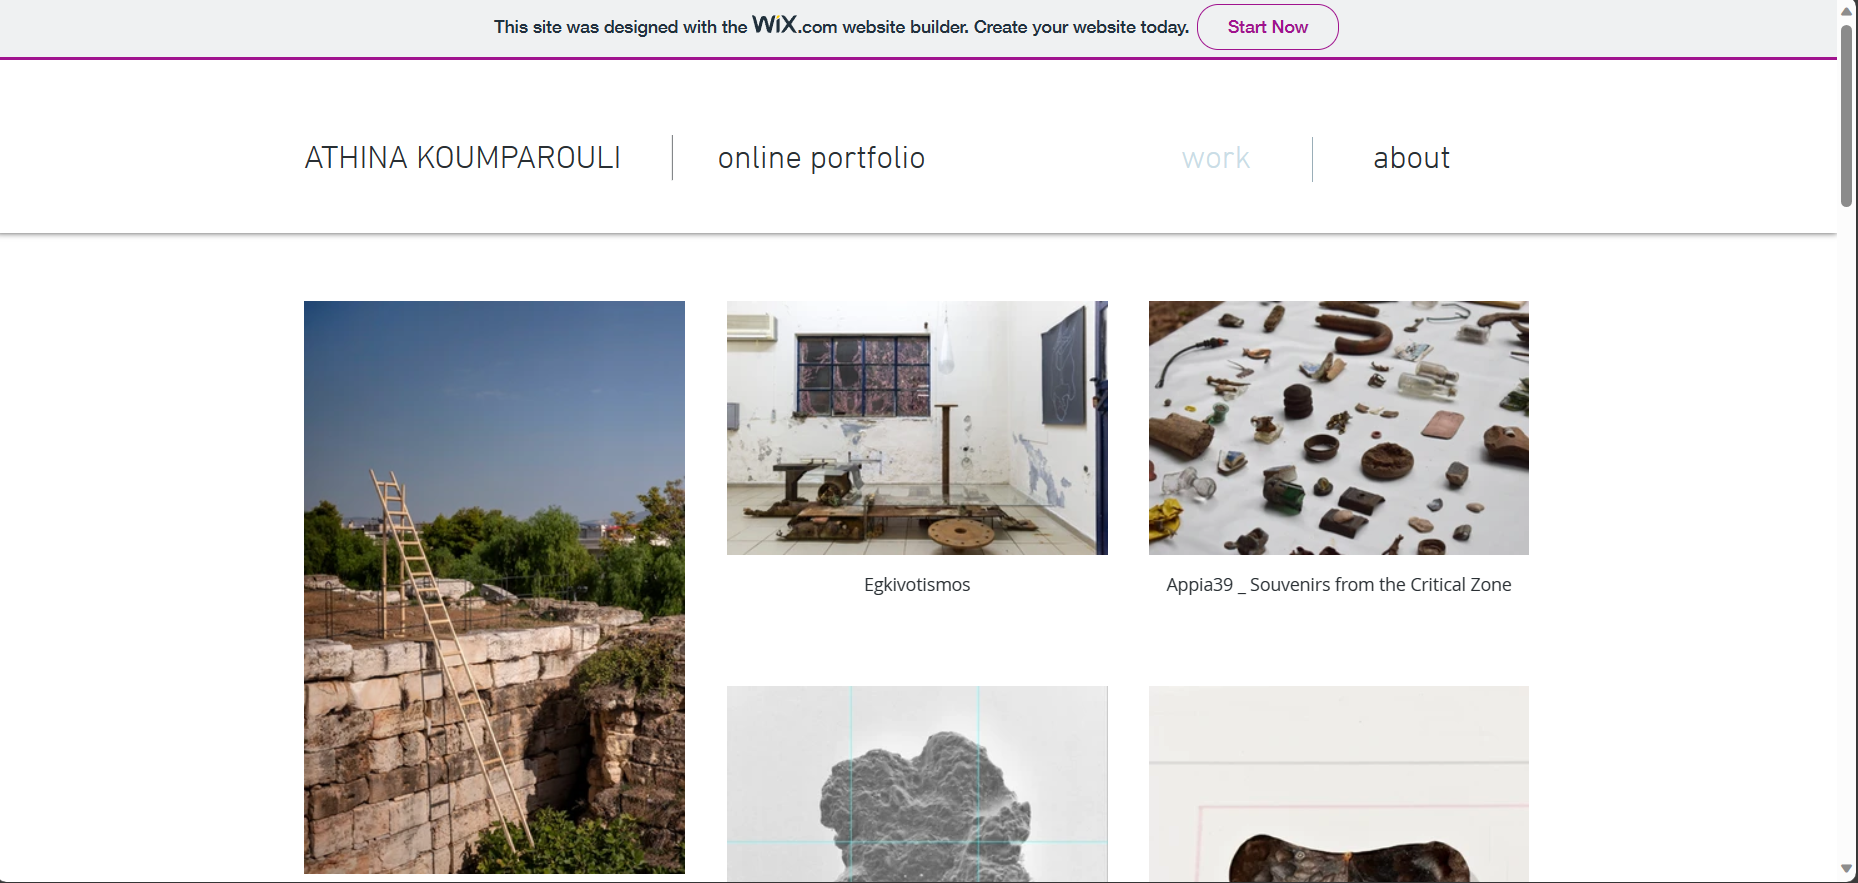 This site was designed with the WiX.com website builder. Create your website today. Start Now
ATHINA KOUMPAROULI online portfolio work about
Egkivotismos
Appia39 _ Souvenirs from the Critical Zone